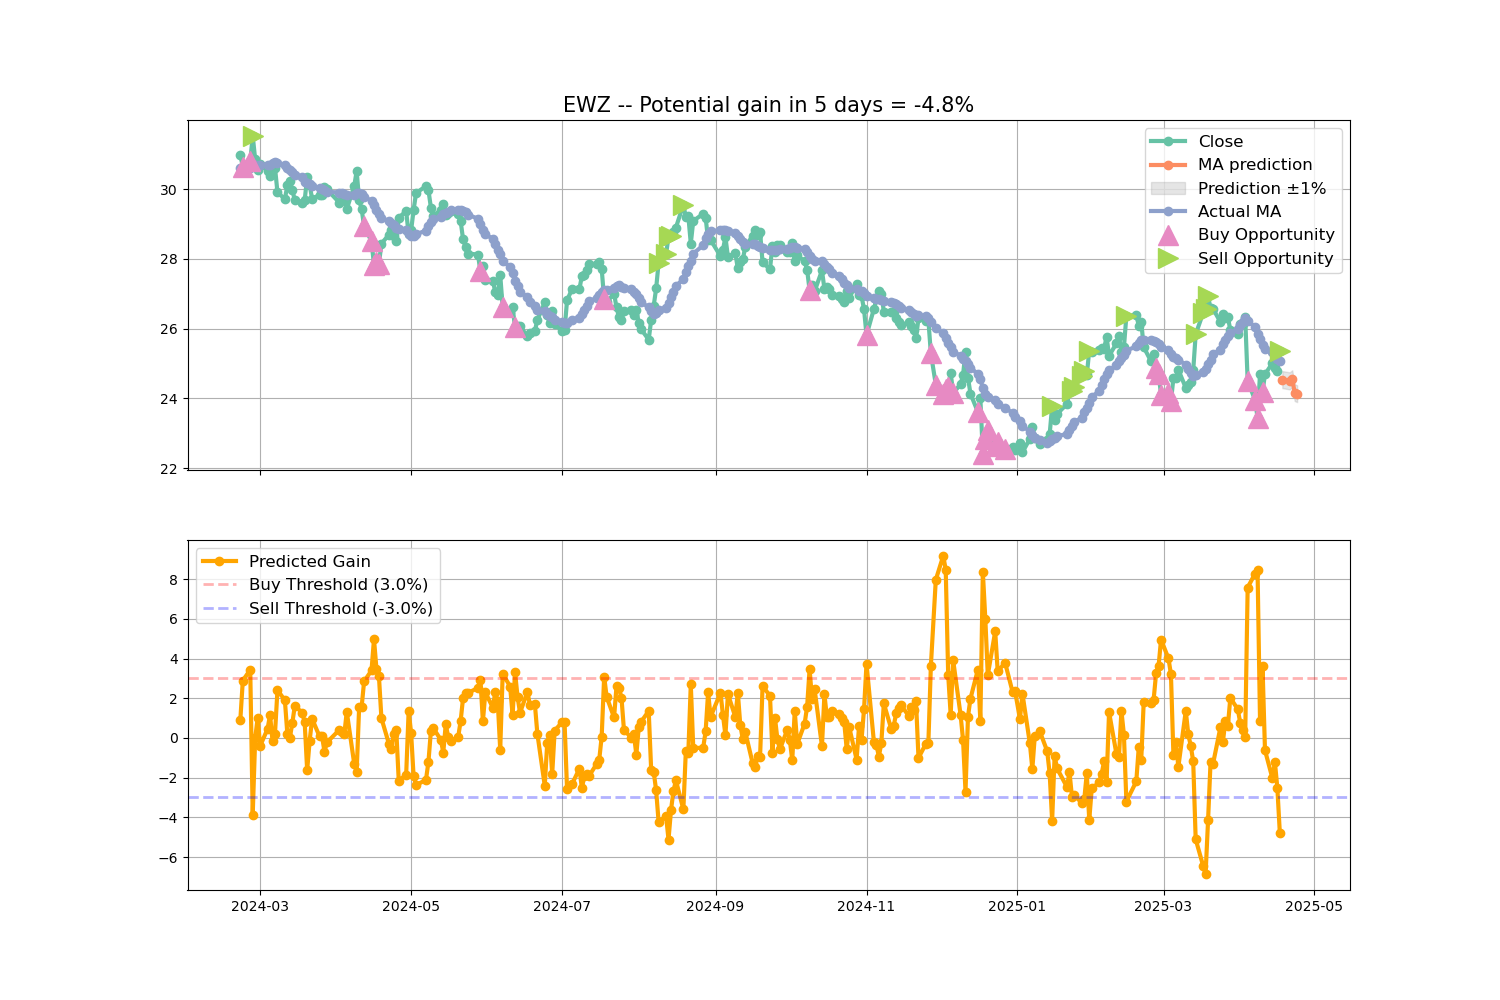 EWZ -- Potential gain in 5 days = -4.8%
Close
MA prediction
Prediction ±1%
Actual MA
Buy Opportunity
Sell Opportunity
30
28
26
24
22
Predicted Gain
Buy Threshold (3.0%)
Sell Threshold (-3.0%)
8
6
4
2
0
−2
−4
−6
2024-03 2024-05 2024-07 2024-09 2024-11 2025-01 2025-03 2025-05